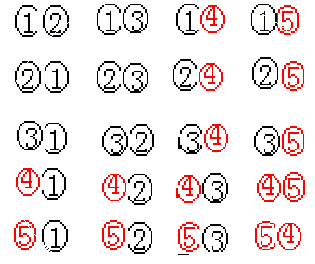 ①② ①③ ①④ ①⑤
②① ②③ ②④ ②⑤
③① ③② ③④ ③⑤
④① ④② ④③ ④⑤
⑤① ⑤② ⑤③ ⑤④